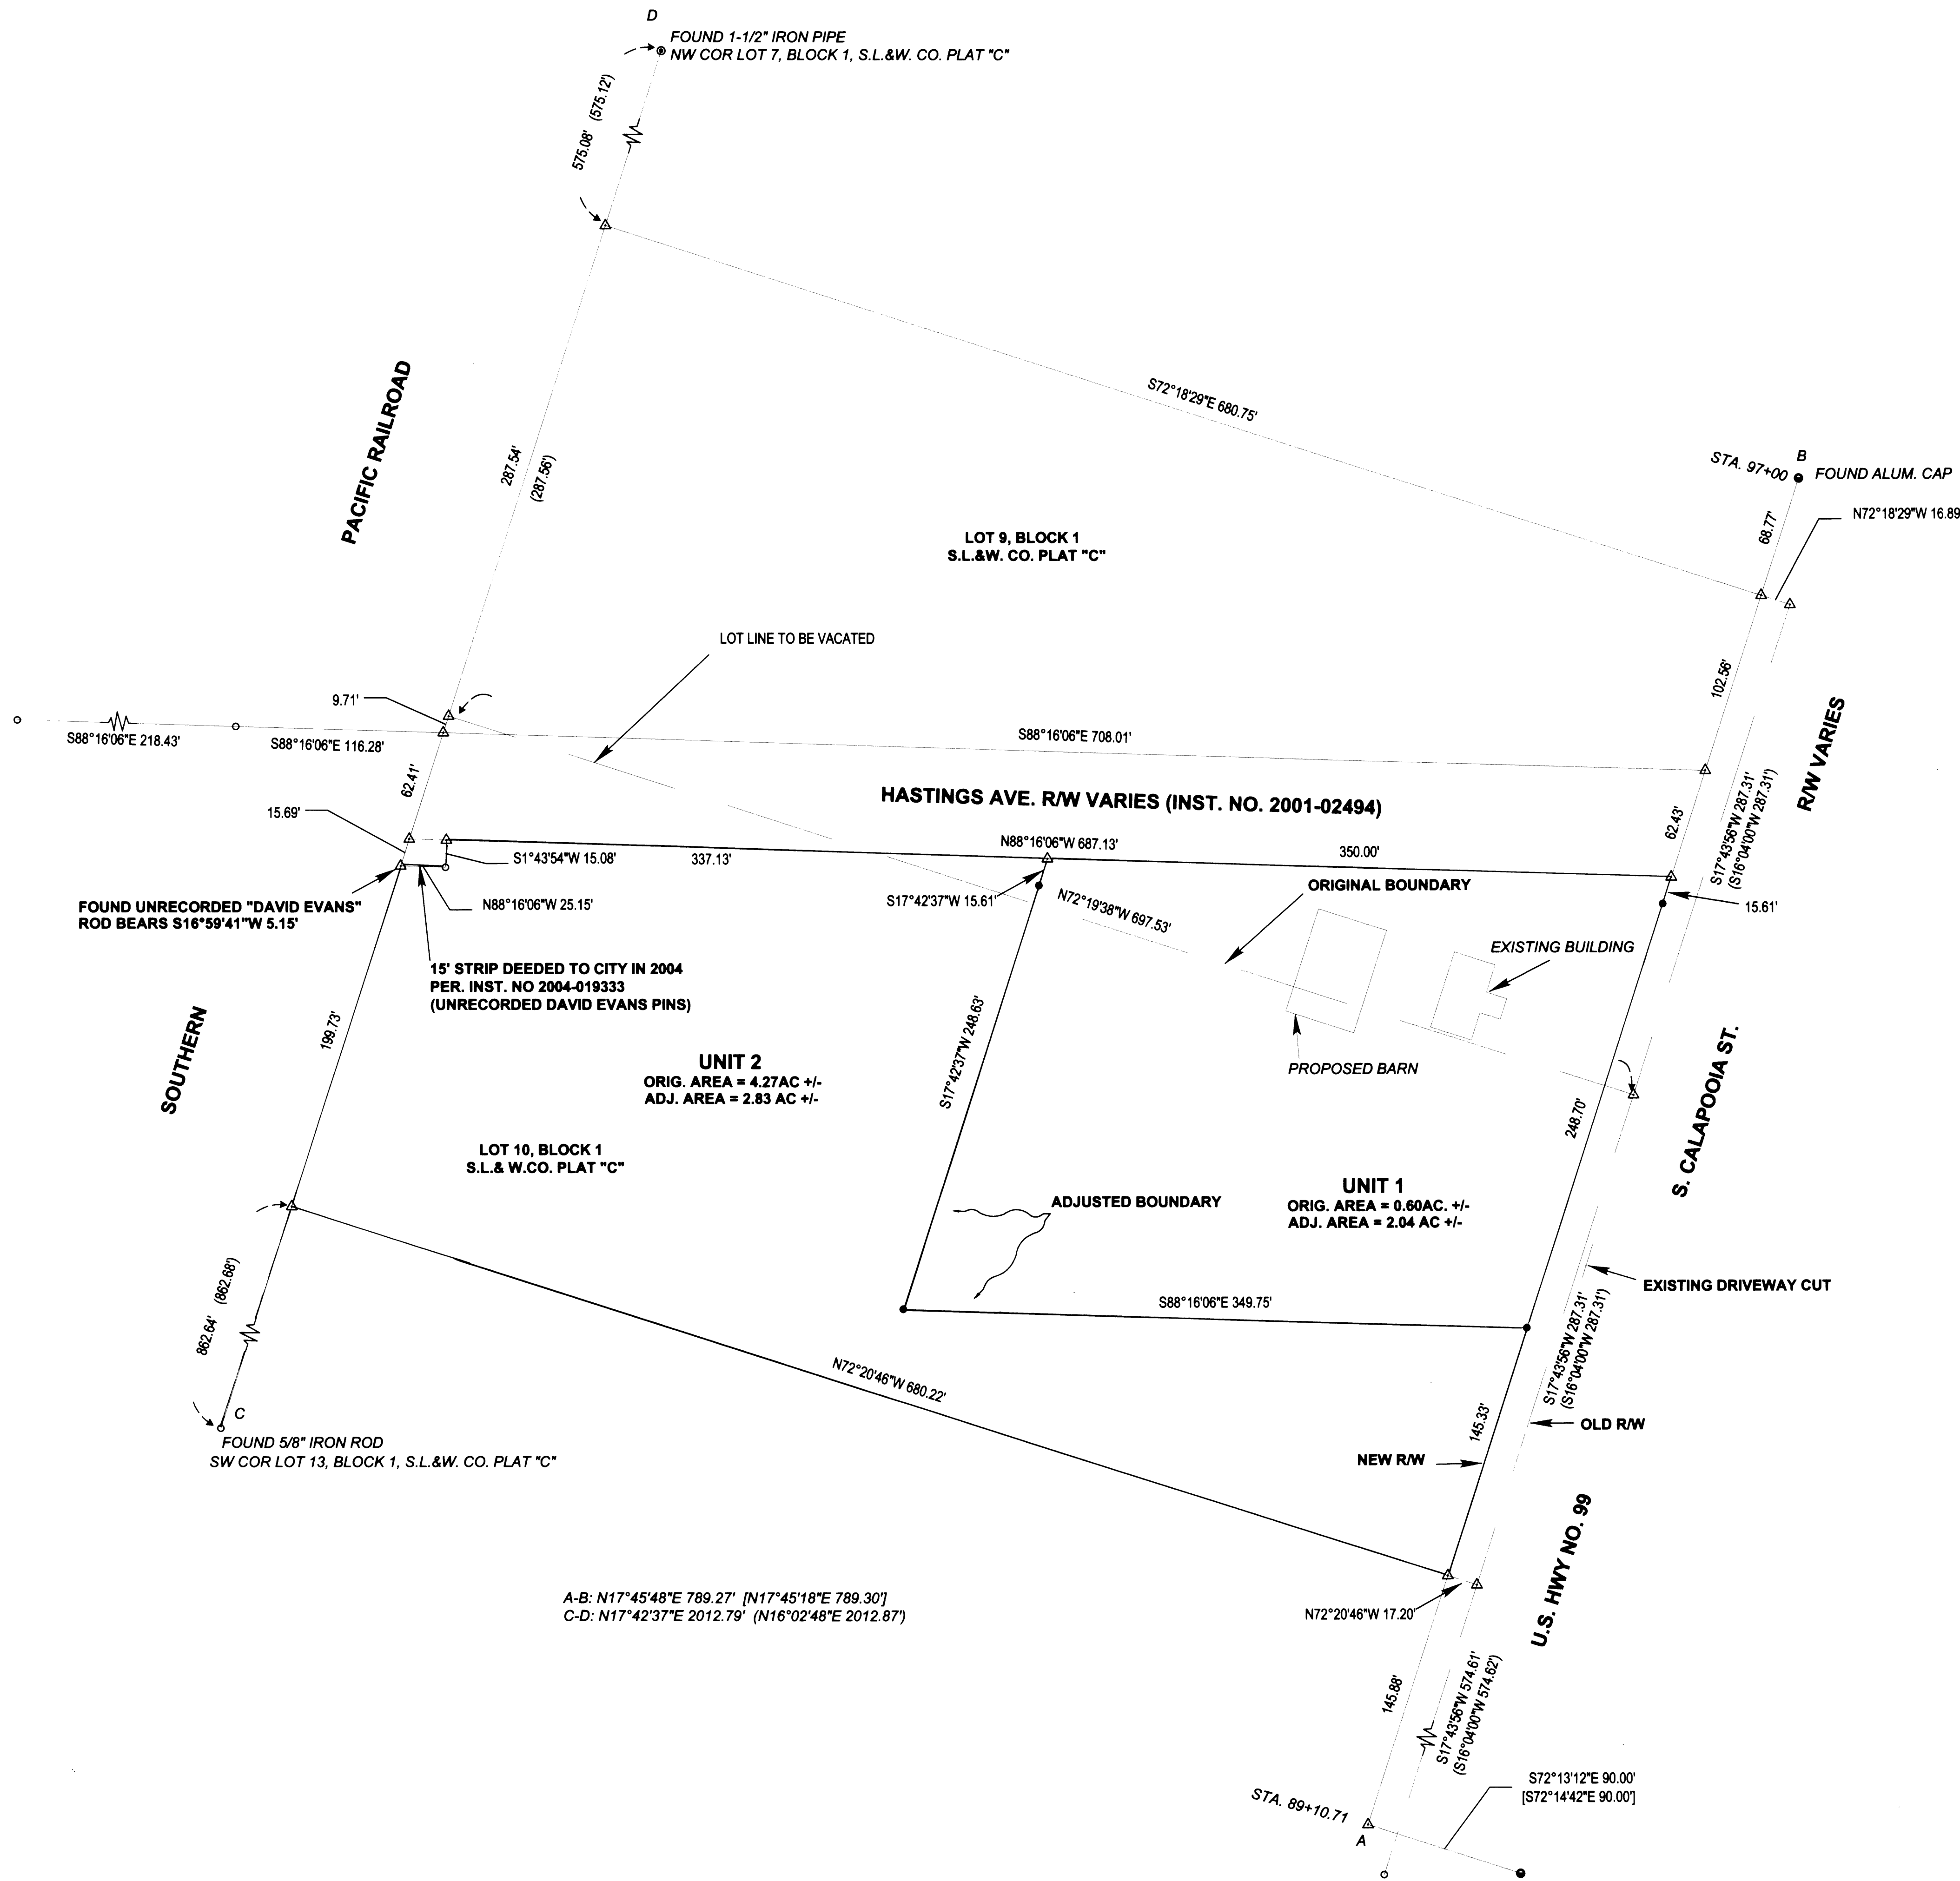 D
FOUND 1-1/2" IRON PIPE
NW COR LOT 7, BLOCK 1, S.L.&W. CO. PLAT "C"
575.08' (575.12')
S72°18'29"E 680.75'
PACIFIC RAILROAD
287.54'
(287.56')
B
STA. 97+00
FOUND ALUM. CAP
N72°18'29"W 16.89
68.77'
LOT 9, BLOCK 1
S.L.&W. CO. PLAT "C"
LOT LINE TO BE VACATED
102.56'
9.71'
S88°16'06"E 218.43'
S88°16'06"E 116.28'
S88°16'06"E 708.01'
R/W VARIES
S17°43'56"W 287.31'
(S16°04'00"W 287.31')
62.41'
HASTINGS AVE. R/W VARIES (INST. NO. 2001-02494)
62.43'
15.69'
N88°16'06"W 687.13'
S1°43'54"W 15.08'
337.13'
350.00'
FOUND UNRECORDED "DAVID EVANS"
ROD BEARS S16°59'41"W 5.15'
N88°16'06"W 25.15'
S17°42'37"W 15.61'
N72°19'38"W 697.53'
ORIGINAL BOUNDARY
15.61'
EXISTING BUILDING
15' STRIP DEEDED TO CITY IN 2004
PER. INST. NO 2004-019333
(UNRECORDED DAVID EVANS PINS)
199.73'
SOUTHERN
S17°42'37"W 248.63'
PROPOSED BARN
UNIT 2
ORIG. AREA = 4.27AC +/-
ADJ. AREA = 2.83 AC +/-
248.70'
S. CALAPOOIA ST.
LOT 10, BLOCK 1
S.L.& W.CO. PLAT "C"
ADJUSTED BOUNDARY
UNIT 1
ORIG. AREA = 0.60AC. +/-
ADJ. AREA = 2.04 AC +/-
EXISTING DRIVEWAY CUT
S88°16'06"E 349.75'
862.64' (862.68')
S17°43'56"W 287.31'
(S16°04'00"W 287.31')
N72°20'46"W 680.22'
C
FOUND 5/8" IRON ROD
SW COR LOT 13, BLOCK 1, S.L.&W. CO. PLAT "C"
145.33'
OLD R/W
NEW R/W
U.S. HWY NO. 99
A-B: N17°45'48"E 789.27' [N17°45'18"E 789.30']
C-D: N17°42'37"E 2012.79' (N16°02'48"E 2012.87')
N72°20'46"W 17.20'
145.88'
S17°43'56"W 574.61'
(S16°04'00"W 574.62')
STA. 89+10.71
A
S72°13'12"E 90.00'
[S72°14'42"E 90.00']